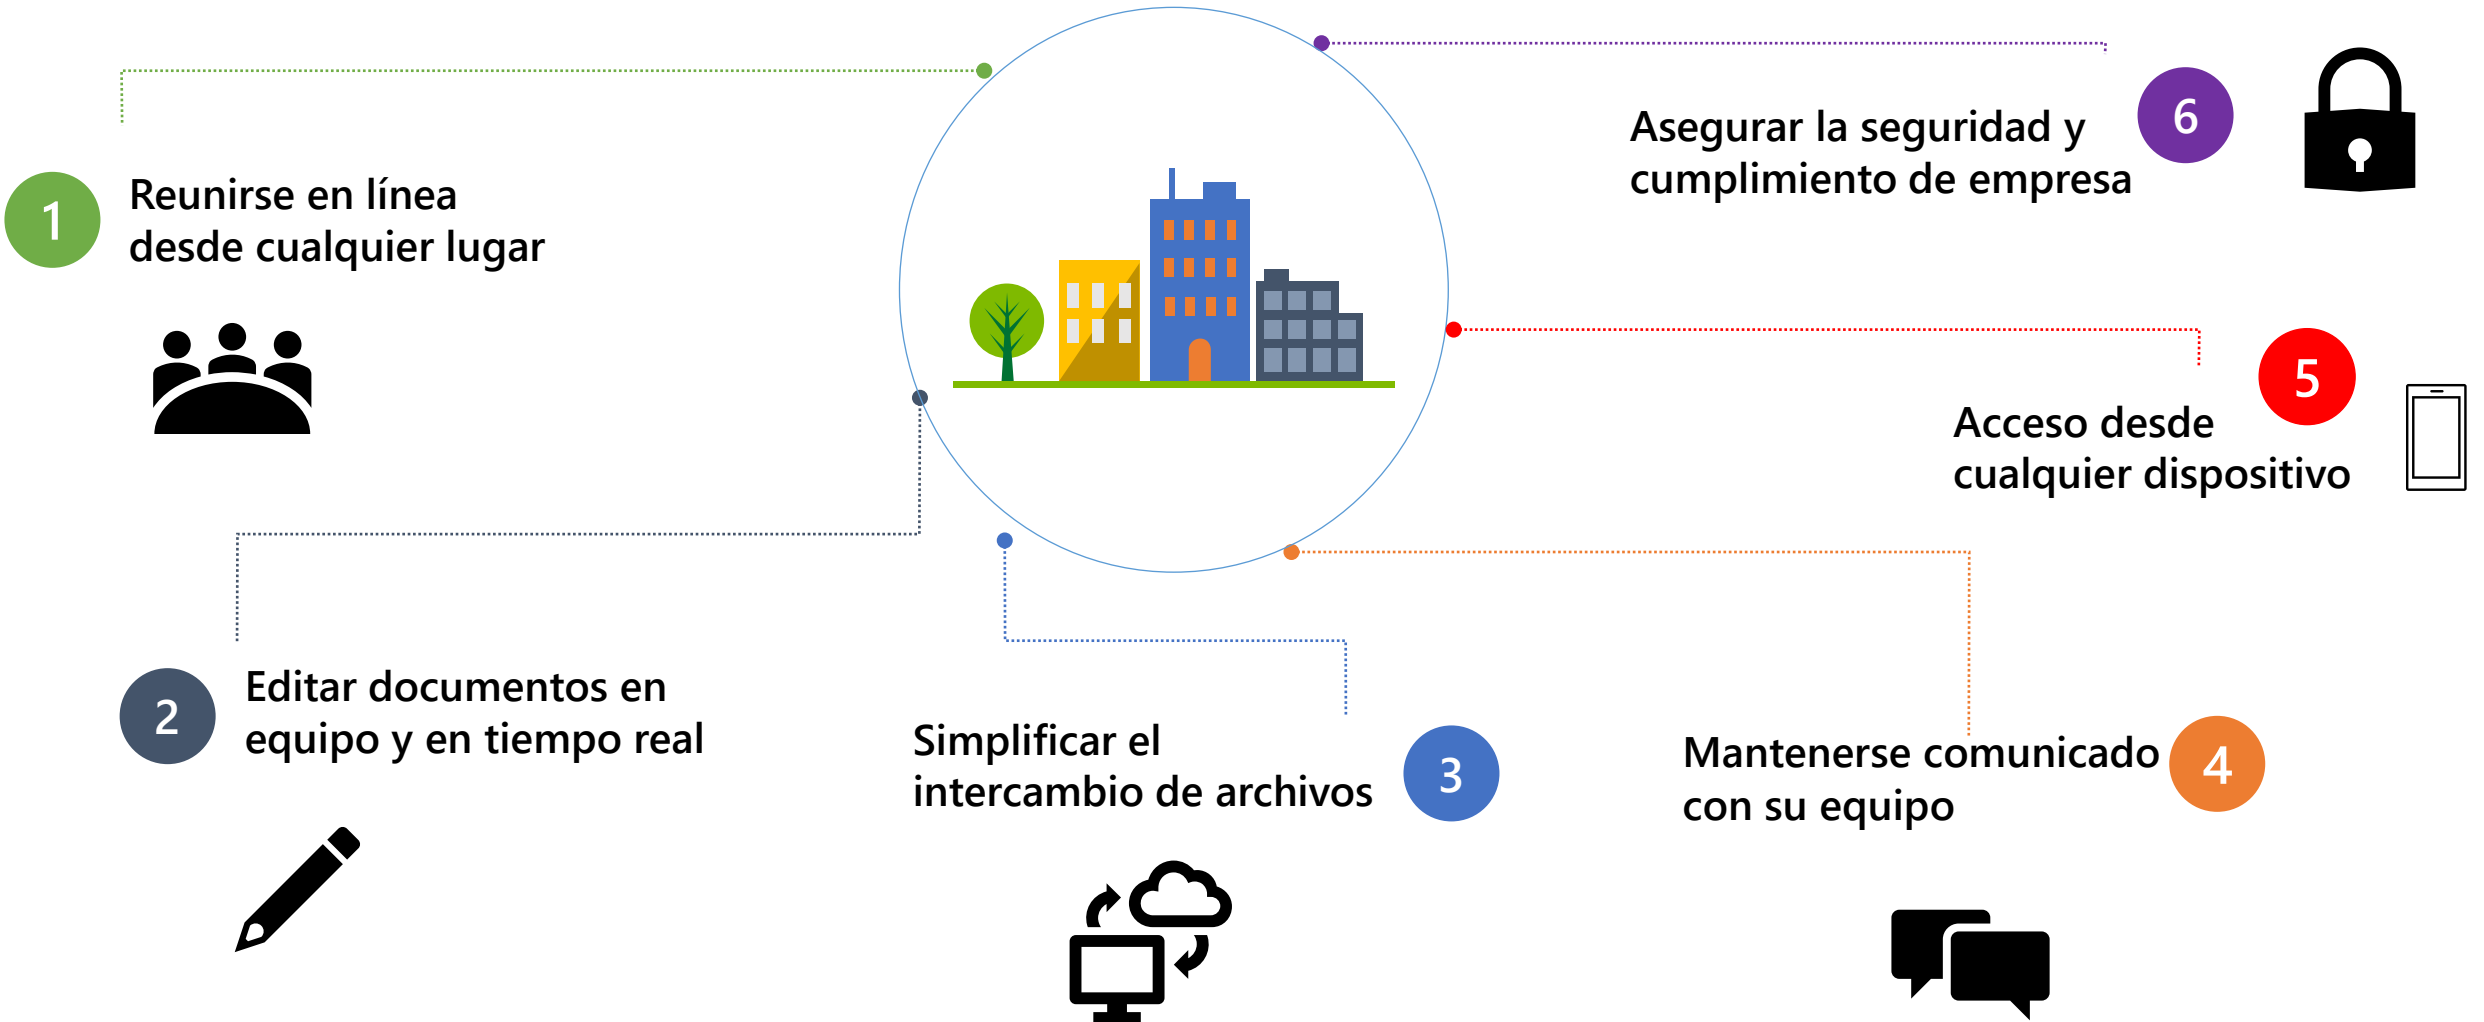 1
Reunirse en línea
desde cualquier lugar
2
Editar documentos en
equipo y en tiempo real
3
Simplificar el
intercambio de archivos
4
Mantenerse comunicado
con su equipo
5
Acceso desde
cualquier dispositivo
6
Asegurar la seguridad y
cumplimiento de empresa